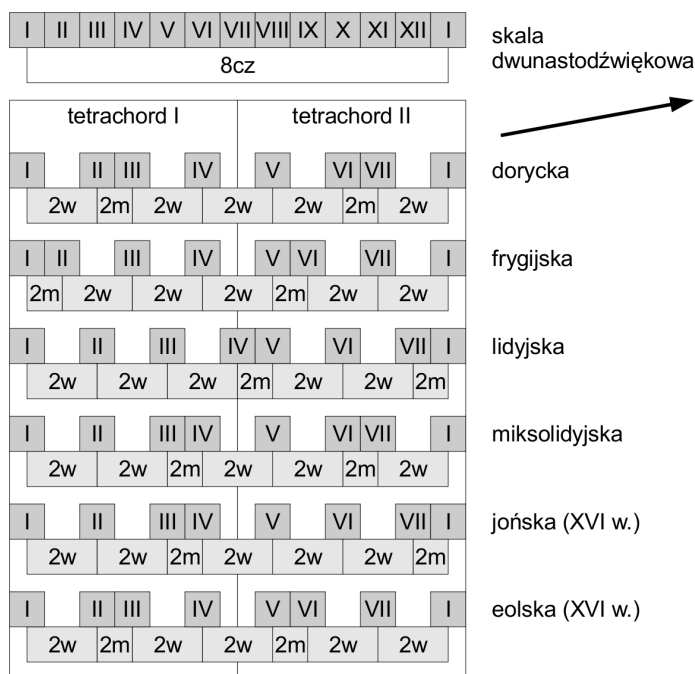 I II III IV V VI VII VIII IX X XI XII I
skala
dwunastodźwiękowa
8cz
tetrachord I tetrachord II
I II III IV V VI VII I dorycka
2w 2m 2w 2w 2w 2m 2w
I II III IV V VI VII I frygijska
2m 2w 2w 2w 2m 2w 2w
I II III IV V VI VII I lidyjska
2w 2w 2w 2m 2w 2w 2m
I II III IV V VI VII I miksolidyjska
2w 2w 2m 2w 2w 2m 2w
I II III IV V VI VII I jońska (XVI w.)
2w 2w 2m 2w 2w 2w 2m
I II III IV V VI VII I eolska (XVI w.)
2w 2m 2w 2w 2m 2w 2w